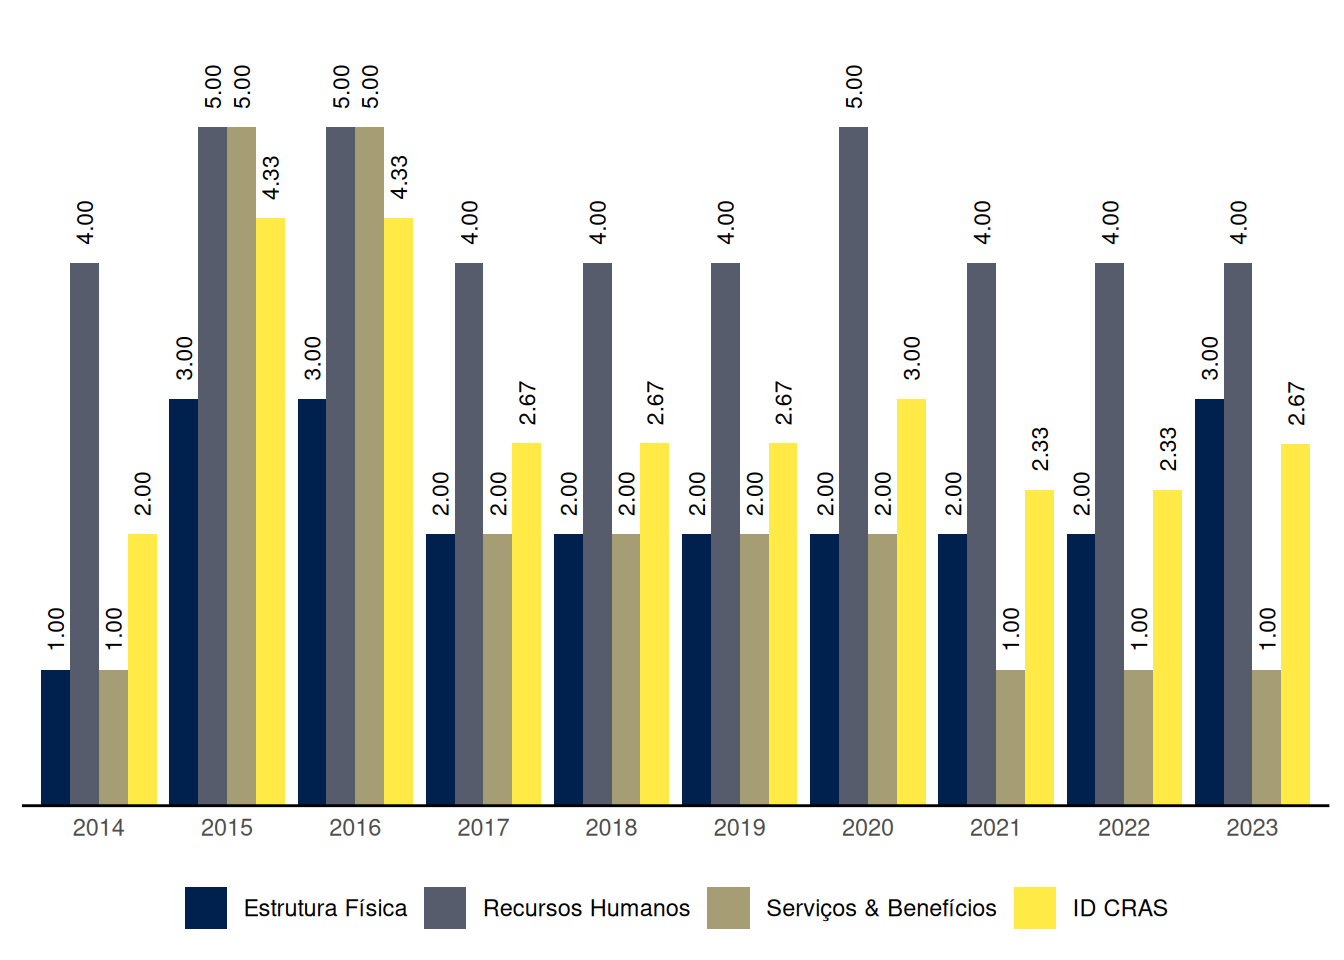 5.00 5.00 5.00 5.00 5.00
4.33 4.33
4.00 4.00 4.00 4.00 4.00 4.00 4.00
3.00 3.00 3.00 3.00
2.67 2.67 2.67 2.67
2.33 2.33
2.00 2.00 2.00 2.00 2.00 2.00 2.00 2.00 2.00 2.00 2.00
1.00 1.00 1.00 1.00 1.00
2014 2015 2016 2017 2018 2019 2020 2021 2022 2023
Estrutura Física Recursos Humanos Serviços & Benefícios ID CRAS